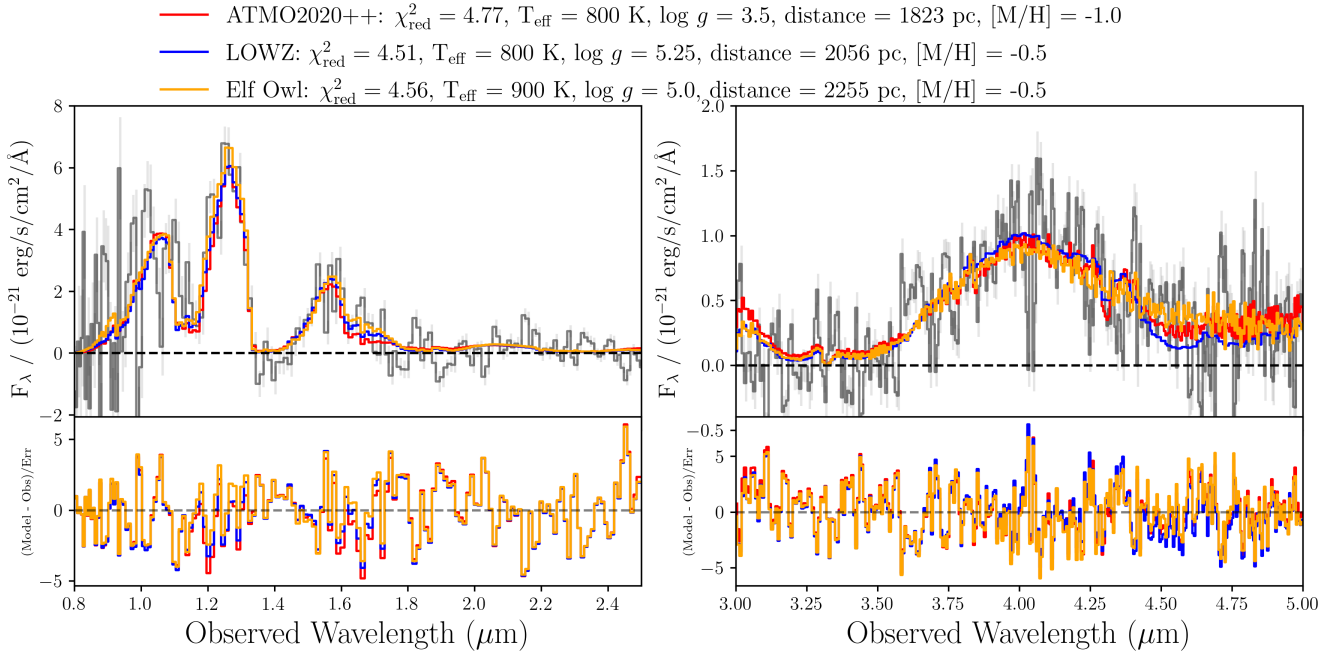 ATMO2020++: χ²red = 4.77, Teff = 800 K, log g = 3.5, distance = 1823 pc, [M/H] = -1.0
LOWZ: χ²red = 4.51, Teff = 800 K, log g = 5.25, distance = 2056 pc, [M/H] = -0.5
Elf Owl: χ²red = 4.56, Teff = 900 K, log g = 5.0, distance = 2255 pc, [M/H] = -0.5
Fλ / (10⁻²¹ erg/s/cm²/Å)
8
6
4
2
0
−2
(Model - Obs)/Err
5
0
−5
0.8 1.0 1.2 1.4 1.6 1.8 2.0 2.2 2.4
Observed Wavelength (μm)
Fλ / (10⁻²¹ erg/s/cm²/Å)
2.0
1.5
1.0
0.5
0.0
−0.5
(Model - Obs)/Err
5
0
−5
3.00 3.25 3.50 3.75 4.00 4.25 4.50 4.75 5.00
Observed Wavelength (μm)